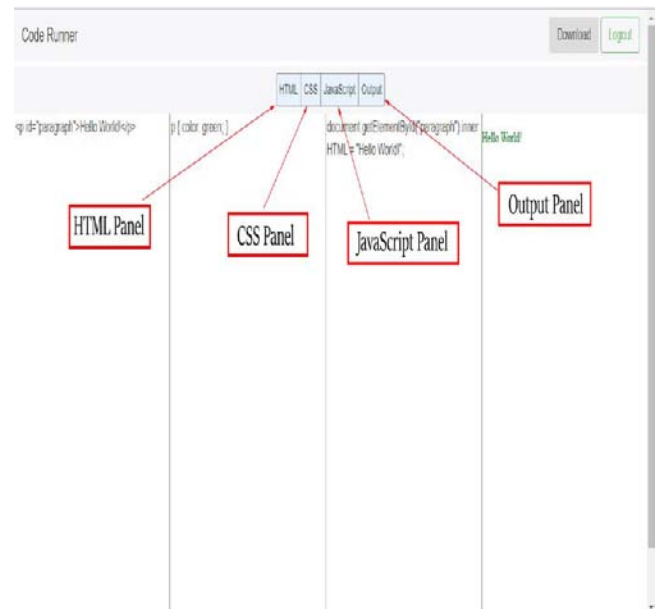 Code Runner
Download
Logout
HTML CSS JavaScript Output
<p id="paragraph">Hello World!</p>
p { color: green; }
document.getElementById("paragraph").inner
HTML = "Hello World!";
Hello World!
HTML Panel
CSS Panel
JavaScript Panel
Output Panel